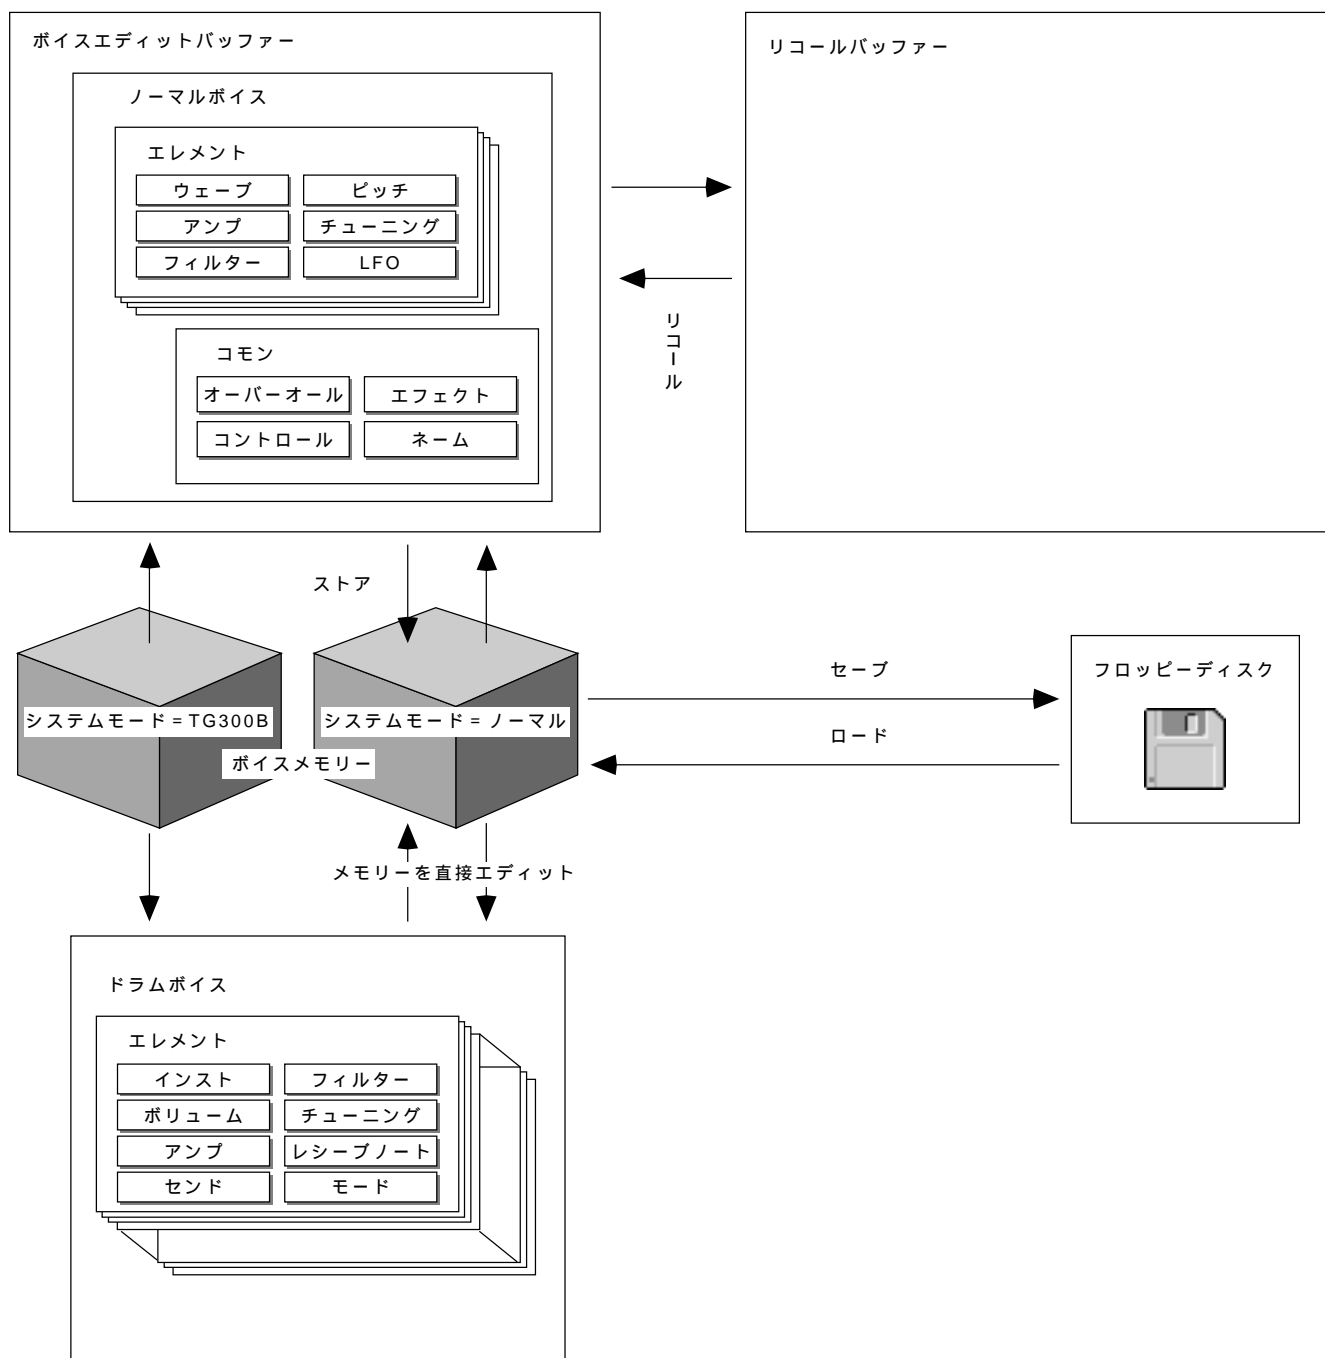 ボイスエディットバッファー
リコールバッファー
ノーマルボイス
エレメント
ウェーブ
ピッチ
アンプ
チューニング
フィルター
LFO
リコール
コモン
オーバーオール
エフェクト
コントロール
ネーム
ストア
システムモード=TG300B
システムモード=ノーマル
ボイスメモリー
セーブ
ロード
フロッピーディスク
メモリーを直接エディット
ドラムボイス
エレメント
インスト
フィルター
ボリューム
チューニング
アンプ
レシーブノート
センド
モード